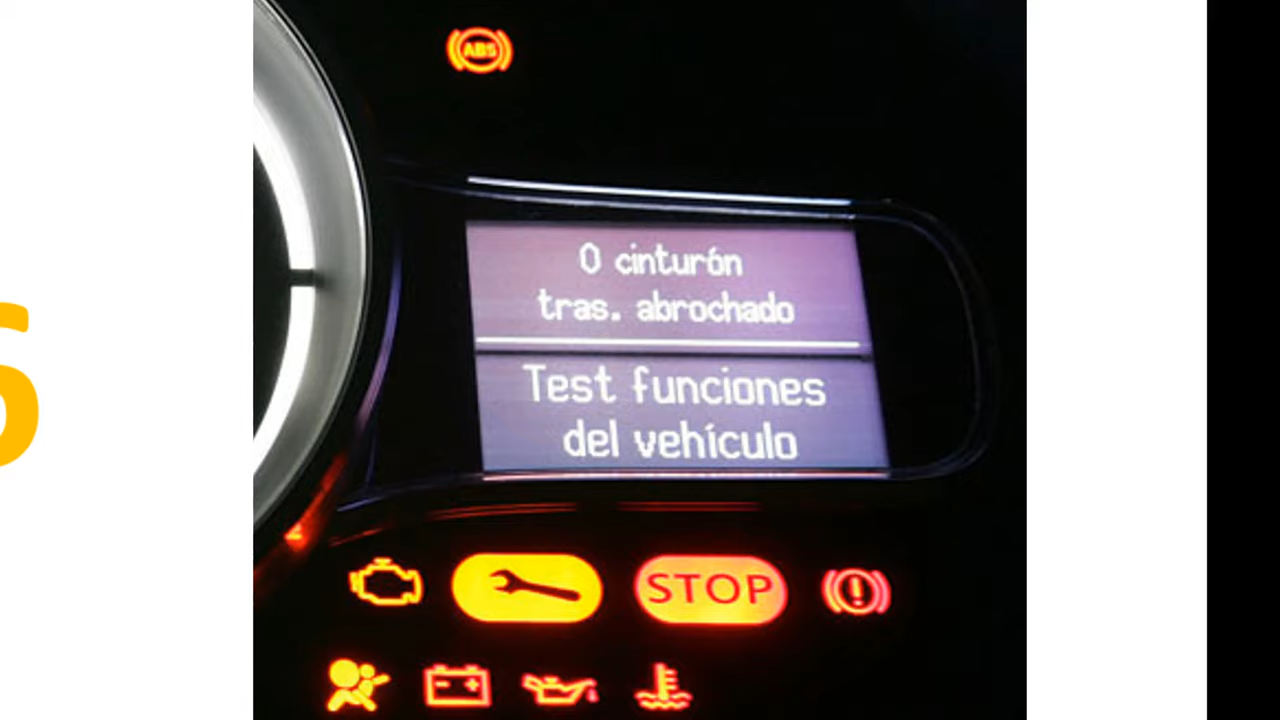 ABS
0 cinturón
tras. abrochado
Test funciones
del vehículo
STOP